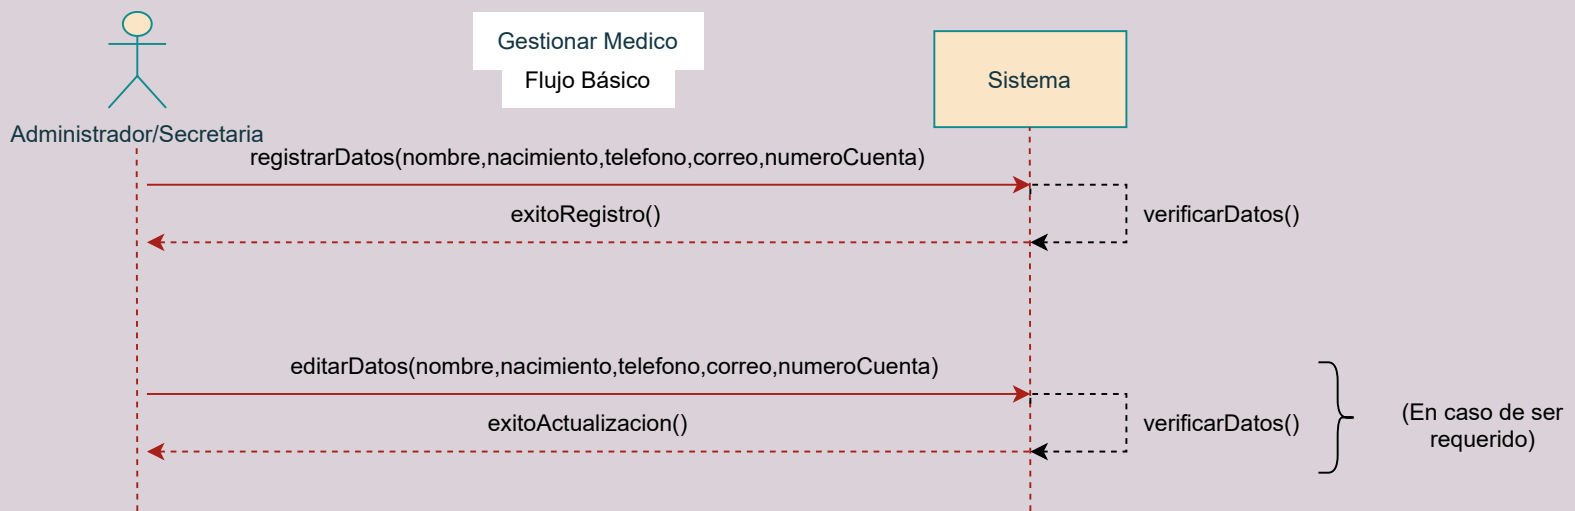 Gestionar Medico
Flujo Básico
Sistema
Administrador/Secretaria
registrarDatos(nombre,nacimiento,telefono,correo,numeroCuenta)
exitoRegistro()
verificarDatos()
editarDatos(nombre,nacimiento,telefono,correo,numeroCuenta)
exitoActualizacion()
verificarDatos()
(En caso de ser
requerido)